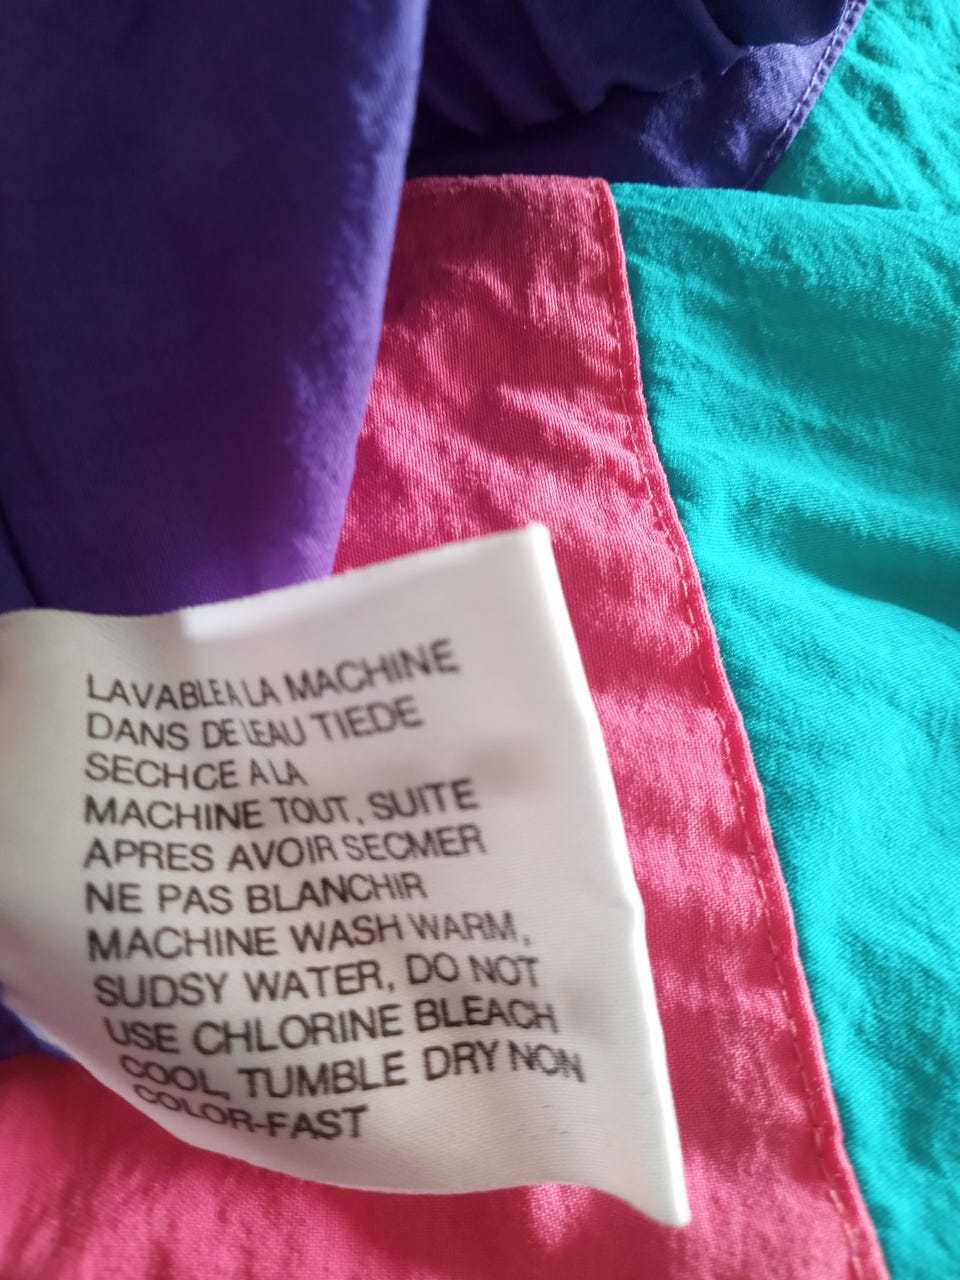 LAVABLE A LA MACHINE
DANS DE LEAU TIEDE
SECHCE A LA
MACHINE TOUT, SUITE
APRES AVOIR SECMER
NE PAS BLANCHIR
MACHINE WASH WARM,
SUDSY WATER, DO NOT
USE CHLORINE BLEACH
COOL, TUMBLE DRY NON
COLOR-FAST